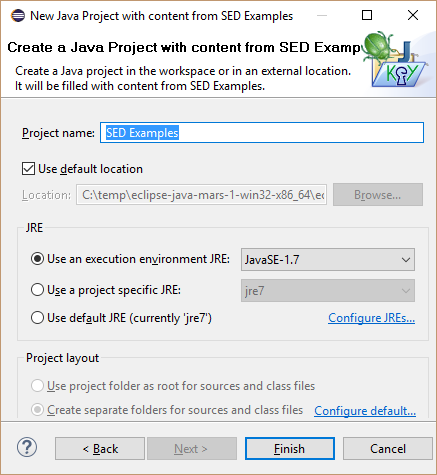 New Java Project with content from SED Examples
Create a Java Project with content from SED Examp
Create a Java project in the workspace or in an external location.
It will be filled with content from SED Examples.
KEY
Project name: SED Examples
Use default location
Location: C:\temp\eclipse-java-mars-1-win32-x86_64\ec Browse...
JRE
Use an execution environment JRE: JavaSE-1.7
Use a project specific JRE: jre7
Use default JRE (currently 'jre7') Configure JREs...
Project layout
Use project folder as root for sources and class files
Create separate folders for sources and class files Configure default...
? < Back Next > Finish Cancel